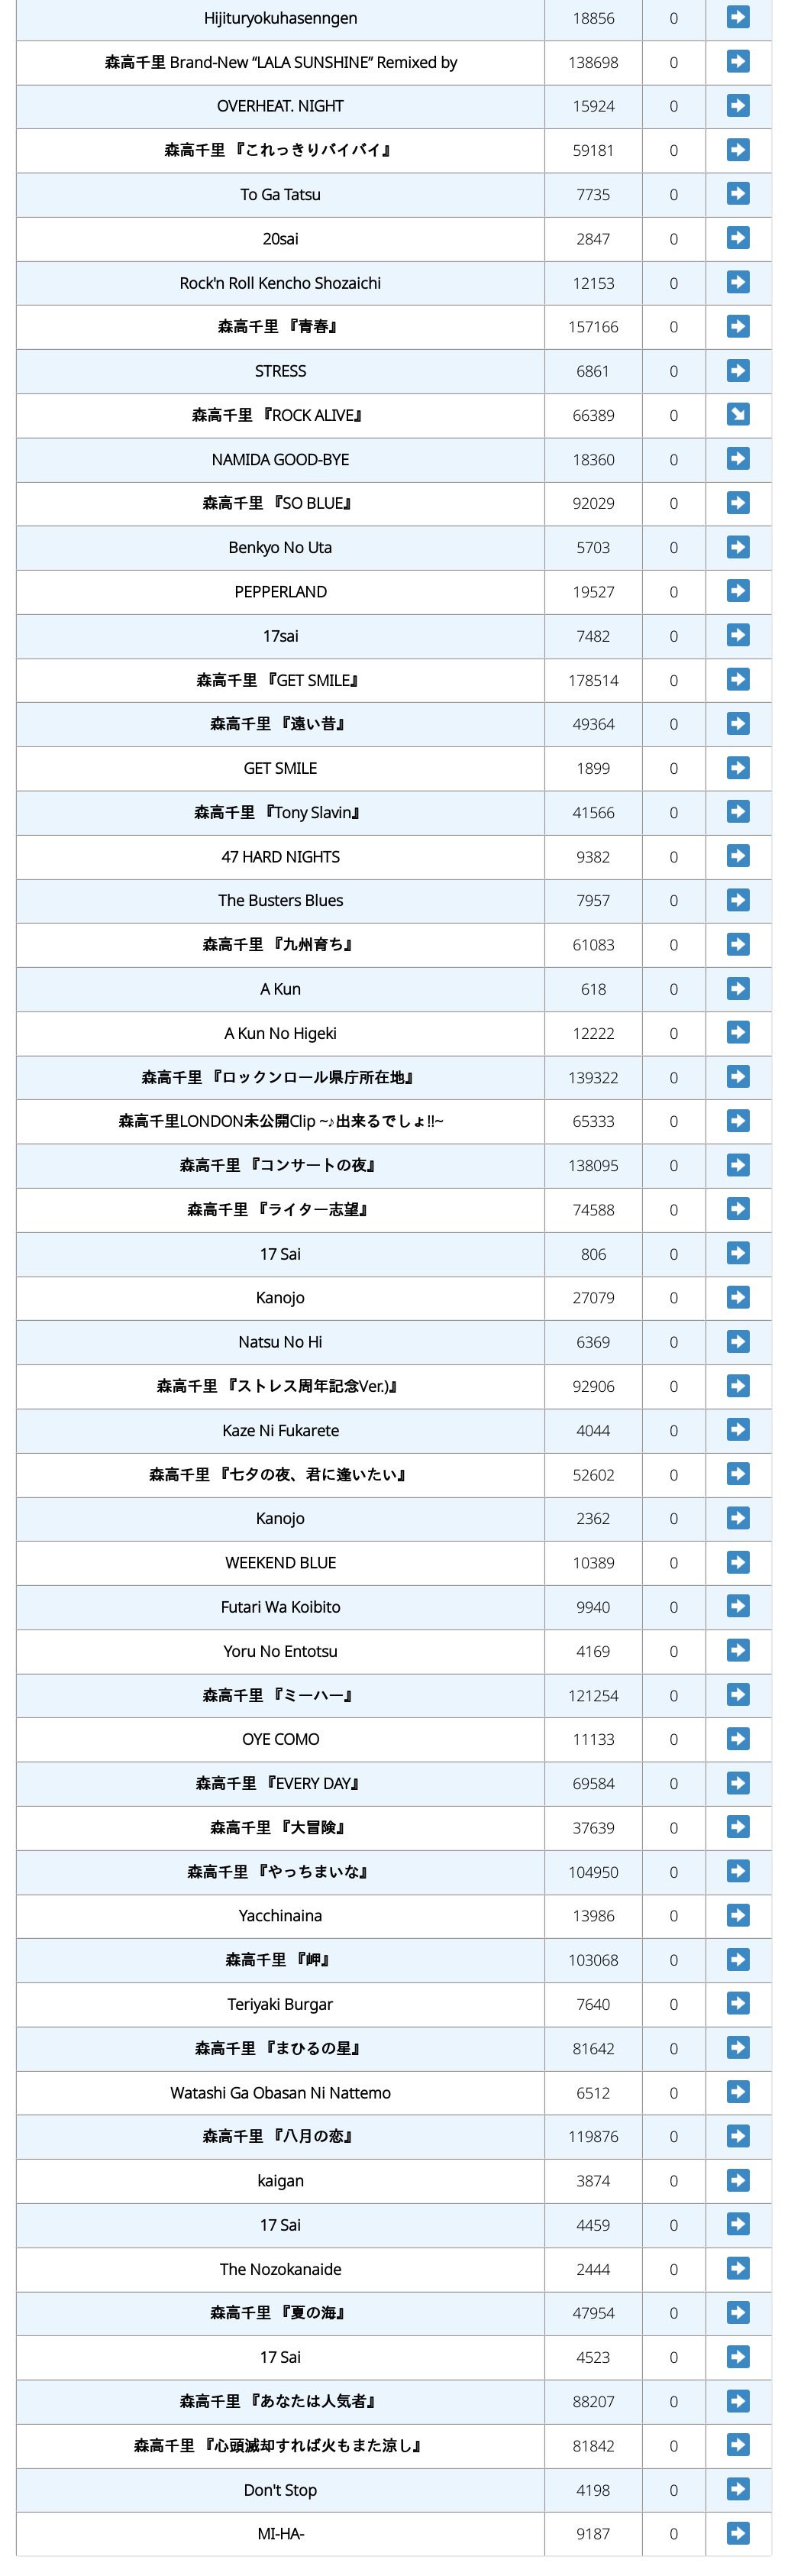 Hijituryokuhasenngen 18856 0
森高千里 Brand-New “LALA SUNSHINE” Remixed by 138698 0
OVERHEAT. NIGHT 15924 0
森高千里 『これっきりバイバイ』 59181 0
To Ga Tatsu 7735 0
20sai 2847 0
Rock'n Roll Kencho Shozaichi 12153 0
森高千里 『青春』 157166 0
STRESS 6861 0
森高千里 『ROCK ALIVE』 66389 0
NAMIDA GOOD-BYE 18360 0
森高千里 『SO BLUE』 92029 0
Benkyo No Uta 5703 0
PEPPERLAND 19527 0
17sai 7482 0
森高千里 『GET SMILE』 178514 0
森高千里 『遠い昔』 49364 0
GET SMILE 1899 0
森高千里 『Tony Slavin』 41566 0
47 HARD NIGHTS 9382 0
The Busters Blues 7957 0
森高千里 『九州育ち』 61083 0
A Kun 618 0
A Kun No Higeki 12222 0
森高千里 『ロックンロール県庁所在地』 139322 0
森高千里LONDON未公開Clip ~♪出来るでしょ!!~ 65333 0
森高千里 『コンサートの夜』 138095 0
森高千里 『ライター志望』 74588 0
17 Sai 806 0
Kanojo 27079 0
Natsu No Hi 6369 0
森高千里 『ストレス周年記念Ver.)』 92906 0
Kaze Ni Fukarete 4044 0
森高千里 『七夕の夜、君に逢いたい』 52602 0
Kanojo 2362 0
WEEKEND BLUE 10389 0
Futari Wa Koibito 9940 0
Yoru No Entotsu 4169 0
森高千里 『ミーハー』 121254 0
OYE COMO 11133 0
森高千里 『EVERY DAY』 69584 0
森高千里 『大冒険』 37639 0
森高千里 『やっちまいな』 104950 0
Yacchinaina 13986 0
森高千里 『岬』 103068 0
Teriyaki Burgar 7640 0
森高千里 『まひるの星』 81642 0
Watashi Ga Obasan Ni Nattemo 6512 0
森高千里 『八月の恋』 119876 0
kaigan 3874 0
17 Sai 4459 0
The Nozokanaide 2444 0
森高千里 『夏の海』 47954 0
17 Sai 4523 0
森高千里 『あなたは人気者』 88207 0
森高千里 『心頭滅却すれば火もまた涼し』 81842 0
Don't Stop 4198 0
MI-HA- 9187 0